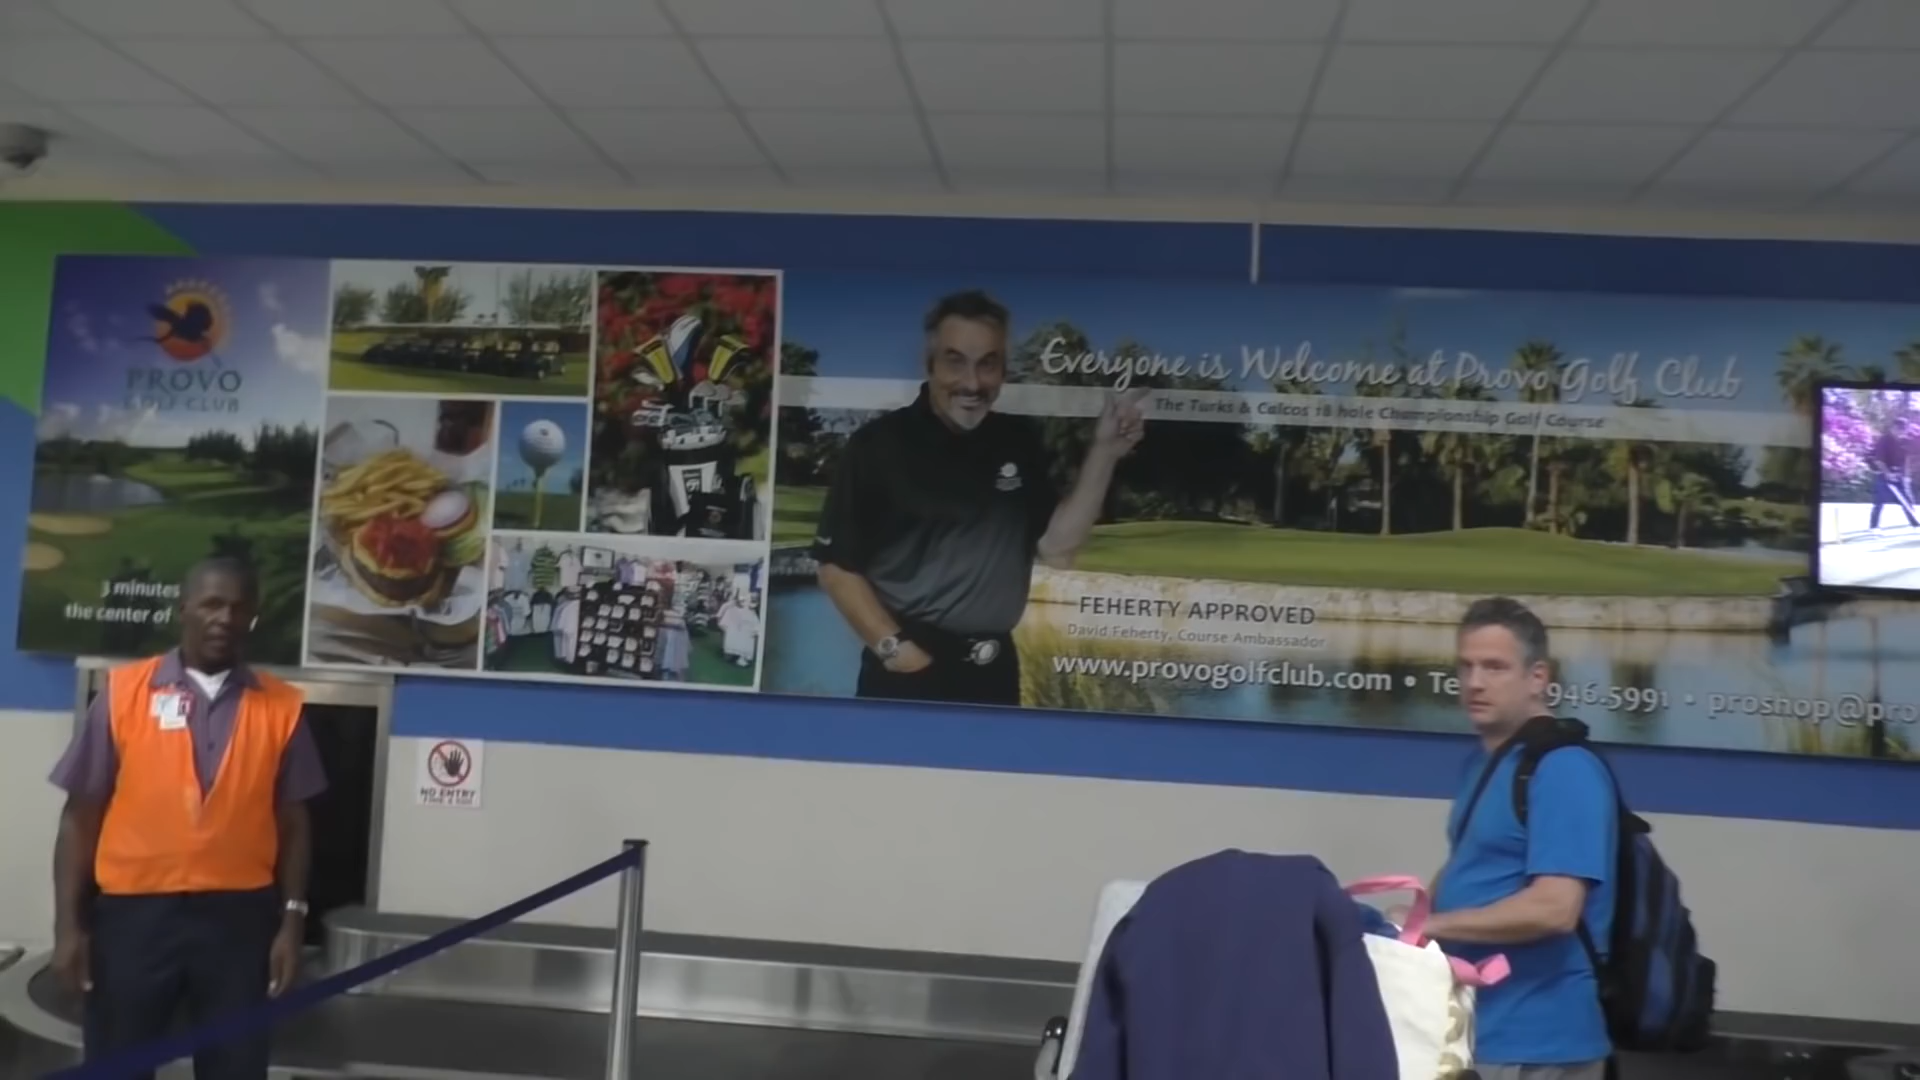 PROVO
GOLF CLUB
3 minutes
the center of
Everyone is Welcome at Provo Golf Club
The Turks & Caicos 18 hole Championship Golf Course
FEHERTY APPROVED
David Feherty, Course Ambassador
www.provogolfclub.com • Te 946.5991 • proshop@pro
NO ENTRY